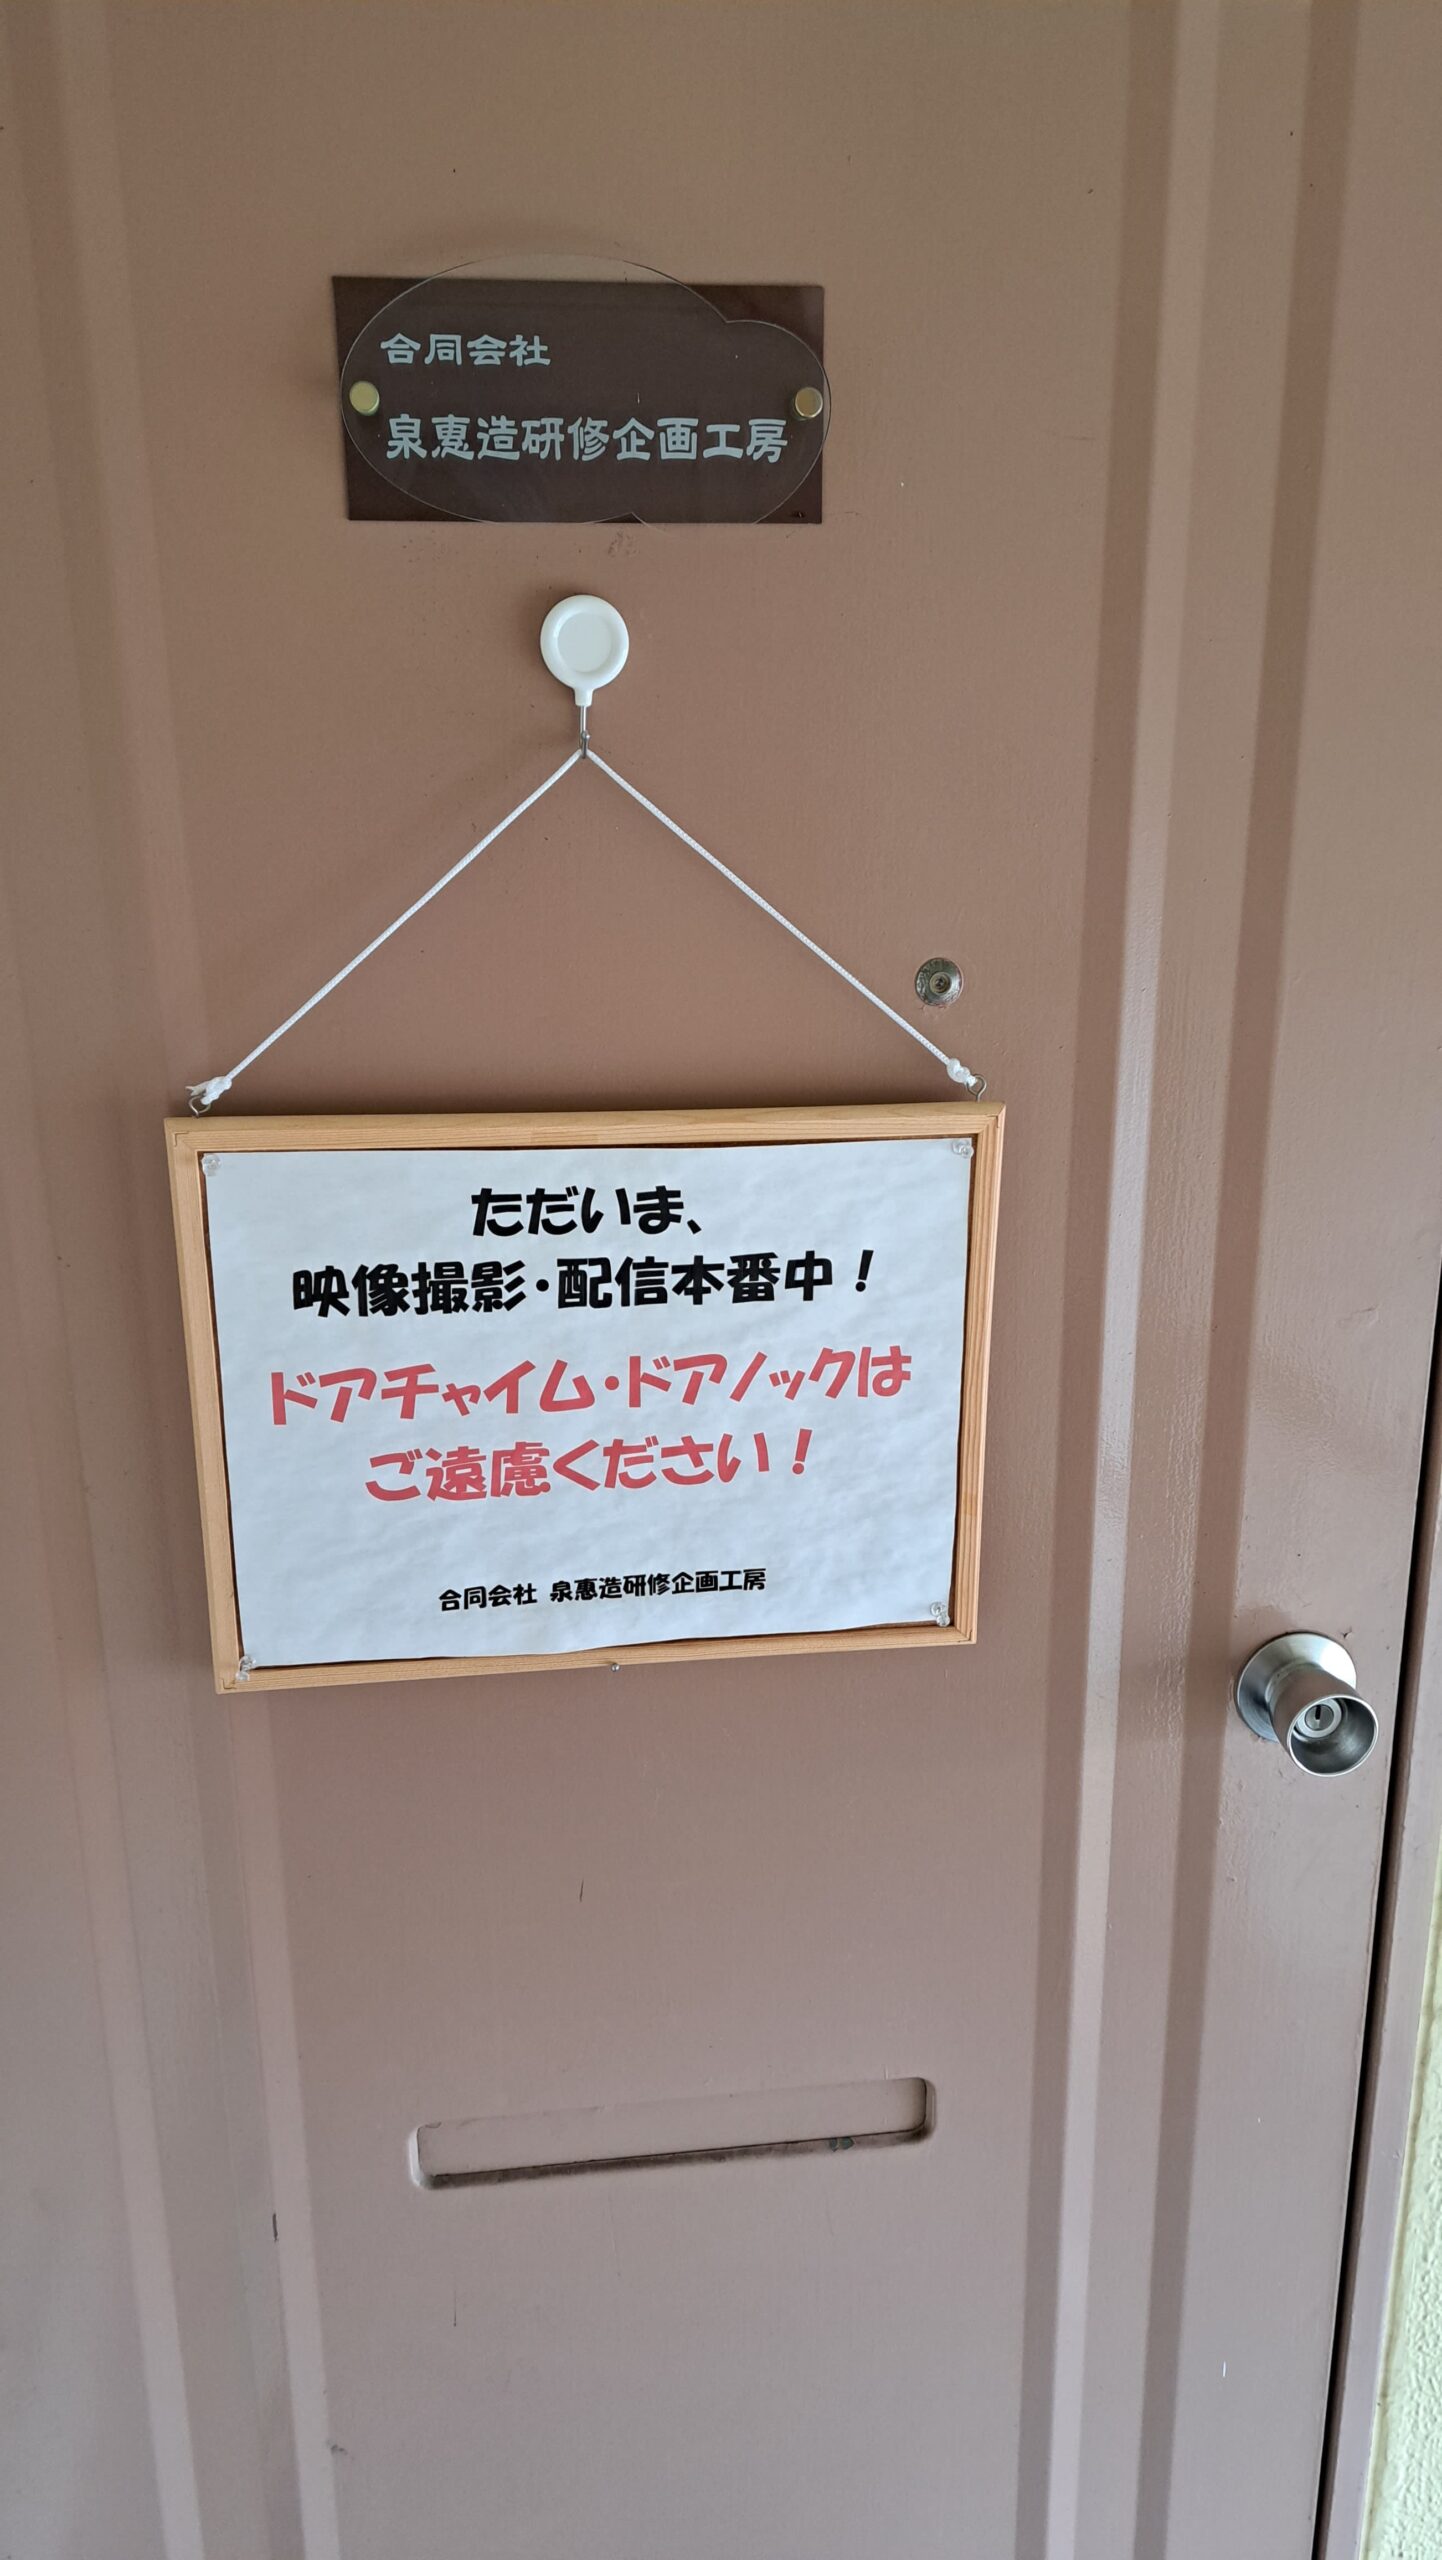 合同会社
泉惠造研修企画工房
ただいま、
映像撮影・配信本番中！
ドアチャイム・ドアノックは
ご遠慮ください！
合同会社 泉惠造研修企画工房